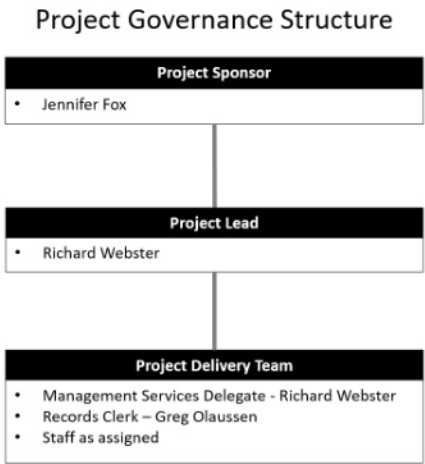 Project Governance Structure
Project Sponsor
• Jennifer Fox
Project Lead
• Richard Webster
Project Delivery Team
• Management Services Delegate - Richard Webster
• Records Clerk – Greg Olaussen
• Staff as assigned